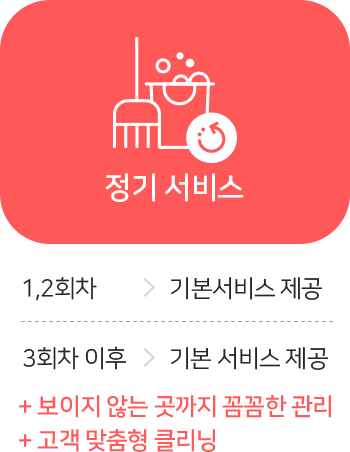 정기 서비스
1,2회차 > 기본서비스 제공
3회차 이후 > 기본 서비스 제공
+ 보이지 않는 곳까지 꼼꼼한 관리
+ 고객 맞춤형 클리닝